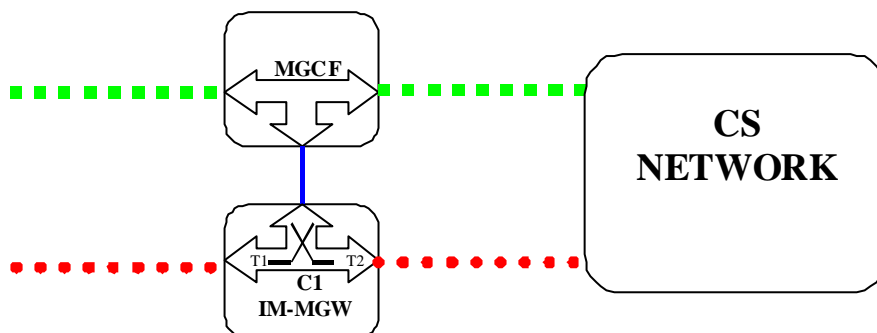 MGCF
CS
NETWORK
T1 T2
C1
IM-MGW